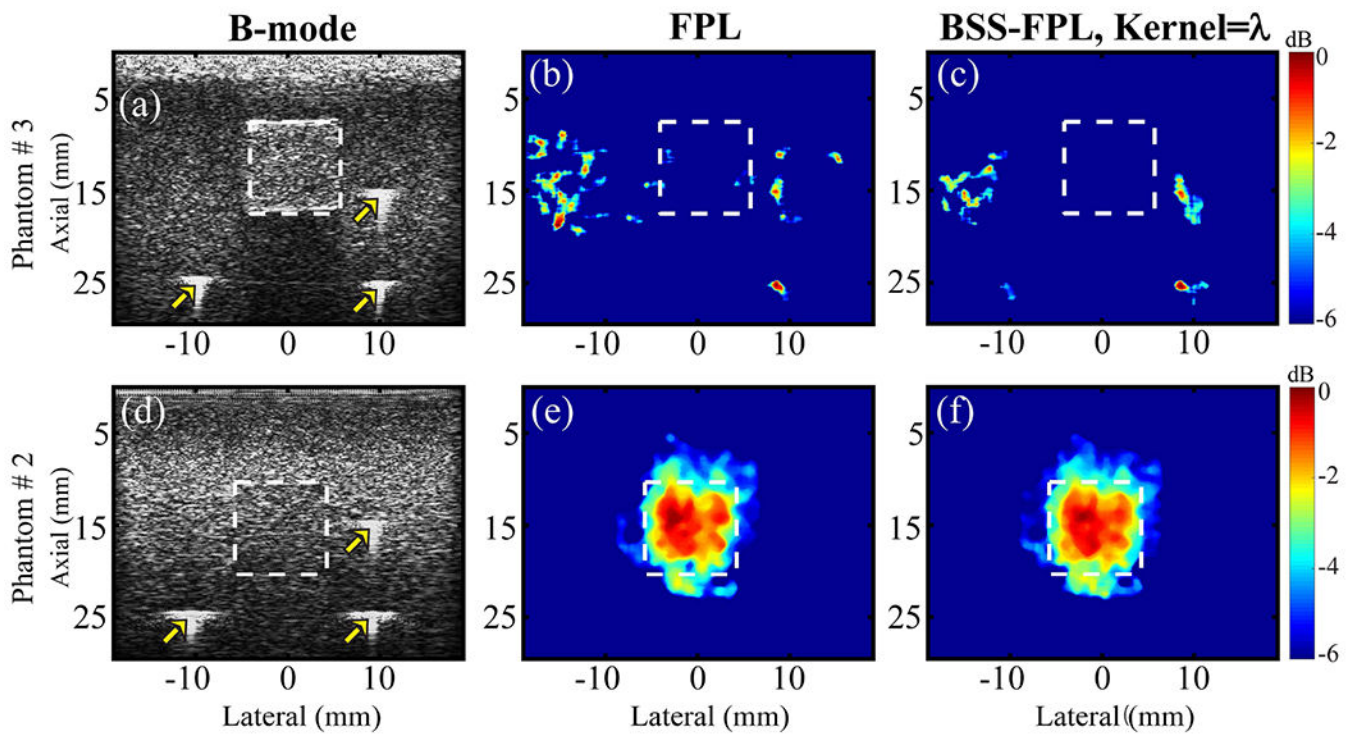 B-mode FPL BSS-FPL, Kernel=λ
dB
Phantom # 3
Axial (mm)
(a) (b) (c)
5 5 5
15 15 15
25 25 25
0
-2
-4
-6
-10 0 10 -10 0 10 -10 0 10
dB
Phantom # 2
Axial (mm)
(d) (e) (f)
5 5 5
15 15 15
25 25 25
0
-2
-4
-6
-10 0 10 -10 0 10 -10 0 10
Lateral (mm) Lateral (mm) Lateral((mm)